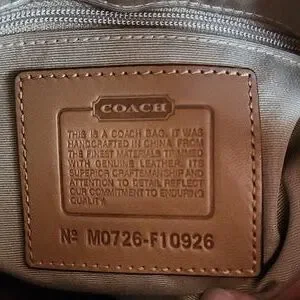 COACH
THIS IS A COACH BAG. IT WAS
HANDCRAFTED IN CHINA FROM
THE FINEST MATERIALS TRIMMED
WITH GENUINE LEATHER. ITS
SUPERIOR CRAFTSMANSHIP AND
ATTENTION TO DETAIL REFLECT
OUR COMMITMENT TO ENDURING
QUALITY.
Nº M0726-F10926